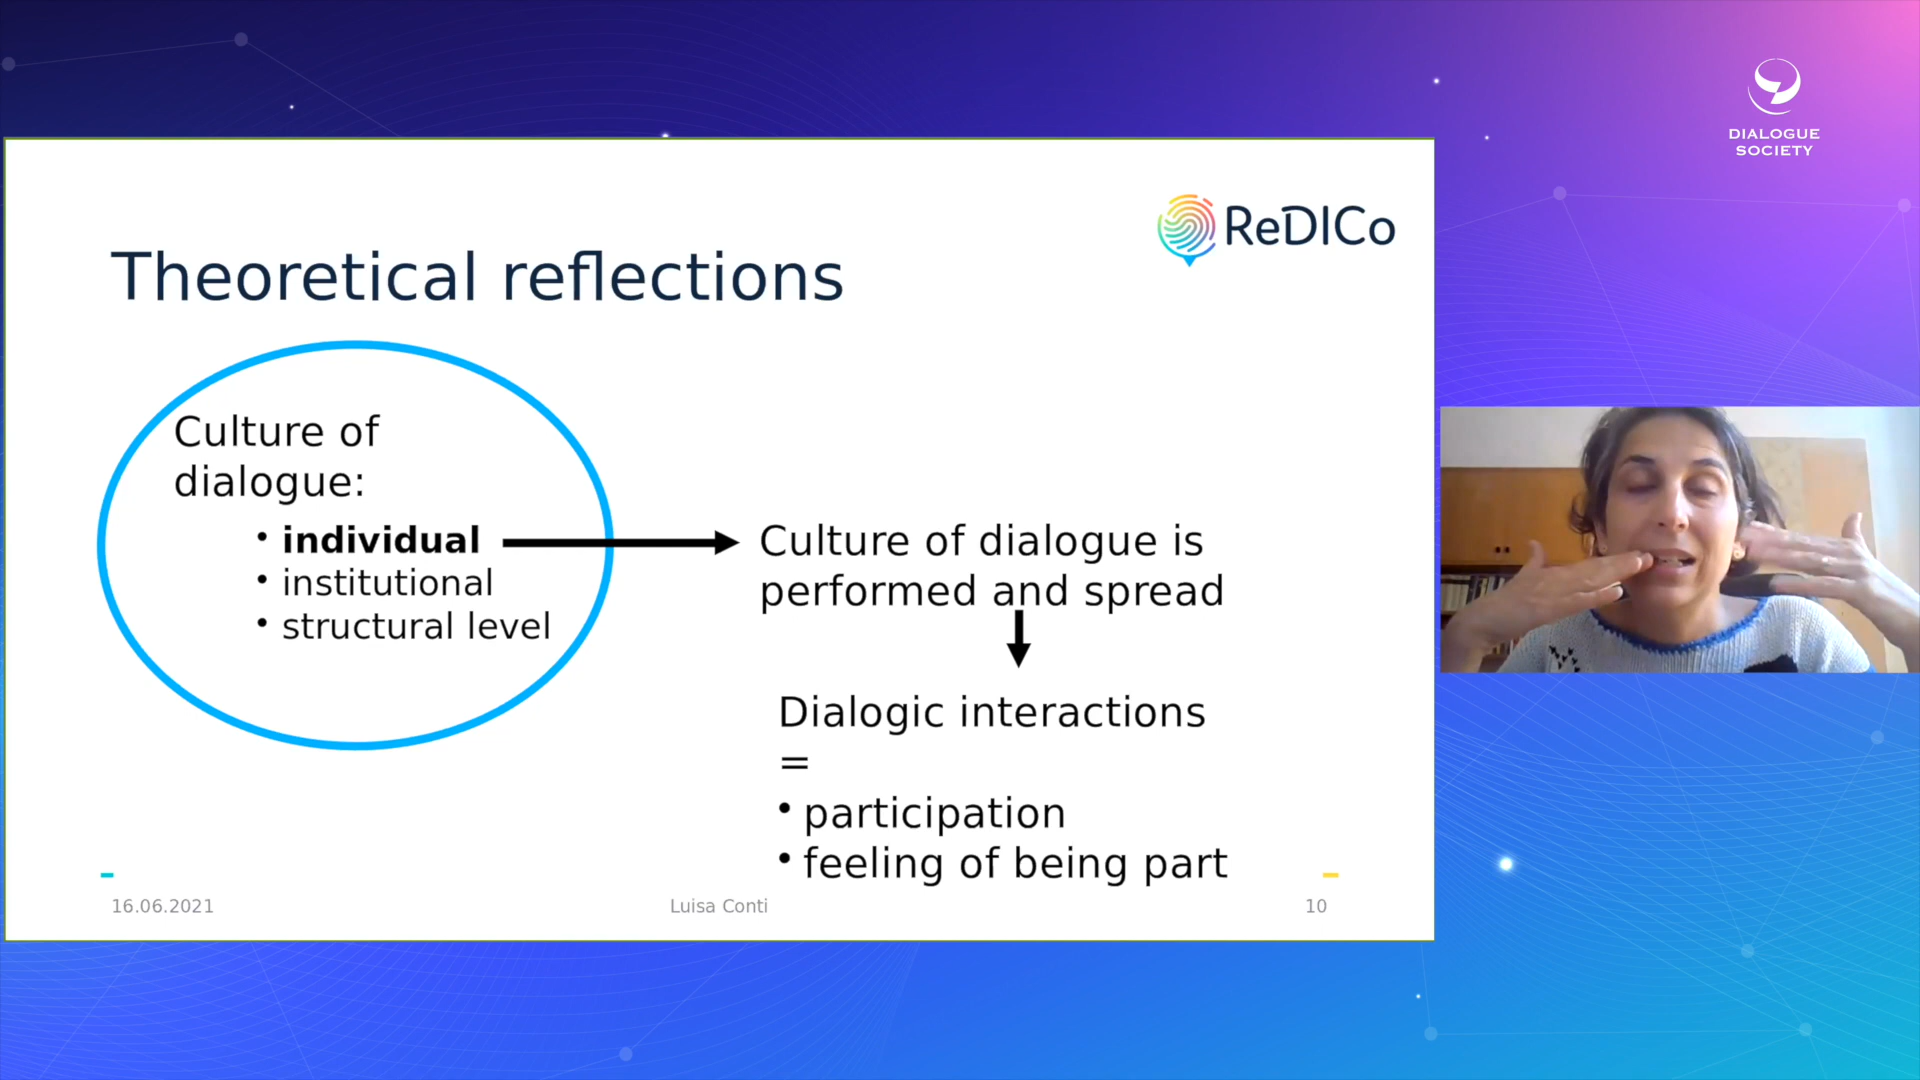 DIALOGUE
SOCIETY
ReDICo
Theoretical reflections
Culture of
dialogue:
• individual
• institutional
• structural level
Culture of dialogue is
performed and spread
Dialogic interactions
=
• participation
• feeling of being part
16.06.2021
Luisa Conti
10